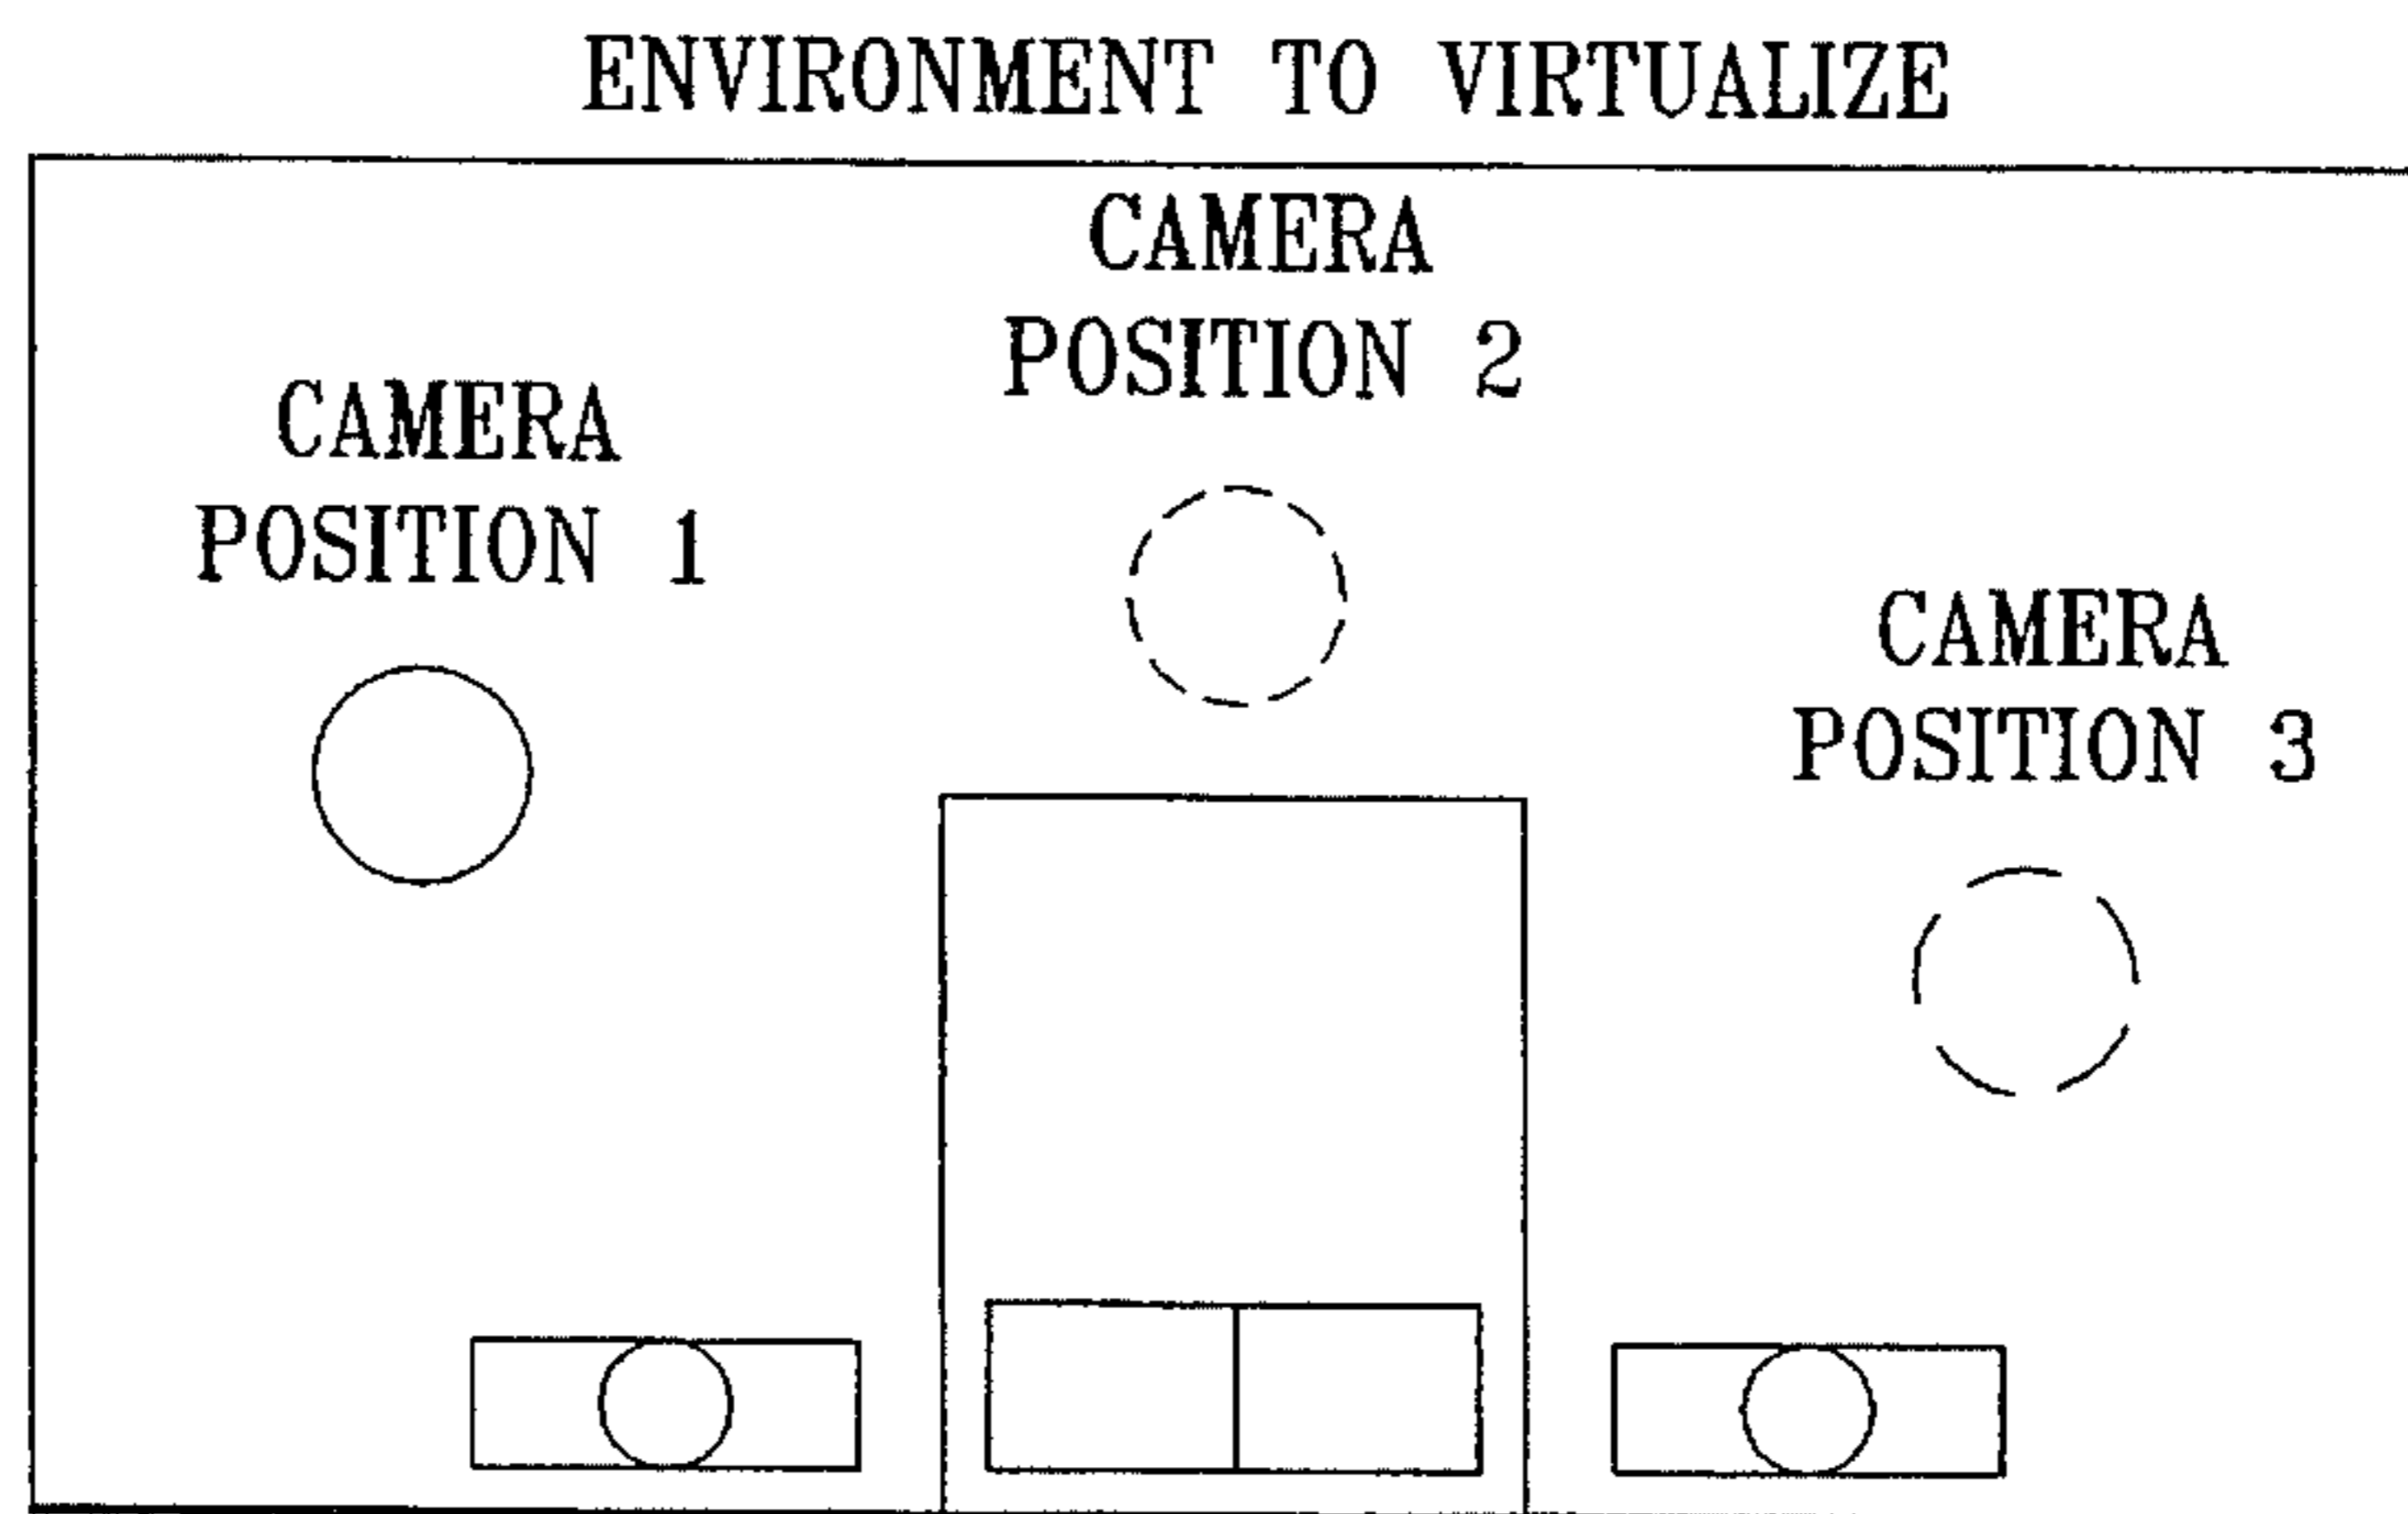 ENVIRONMENT TO VIRTUALIZE
CAMERA
POSITION 2
CAMERA
POSITION 1
CAMERA
POSITION 3